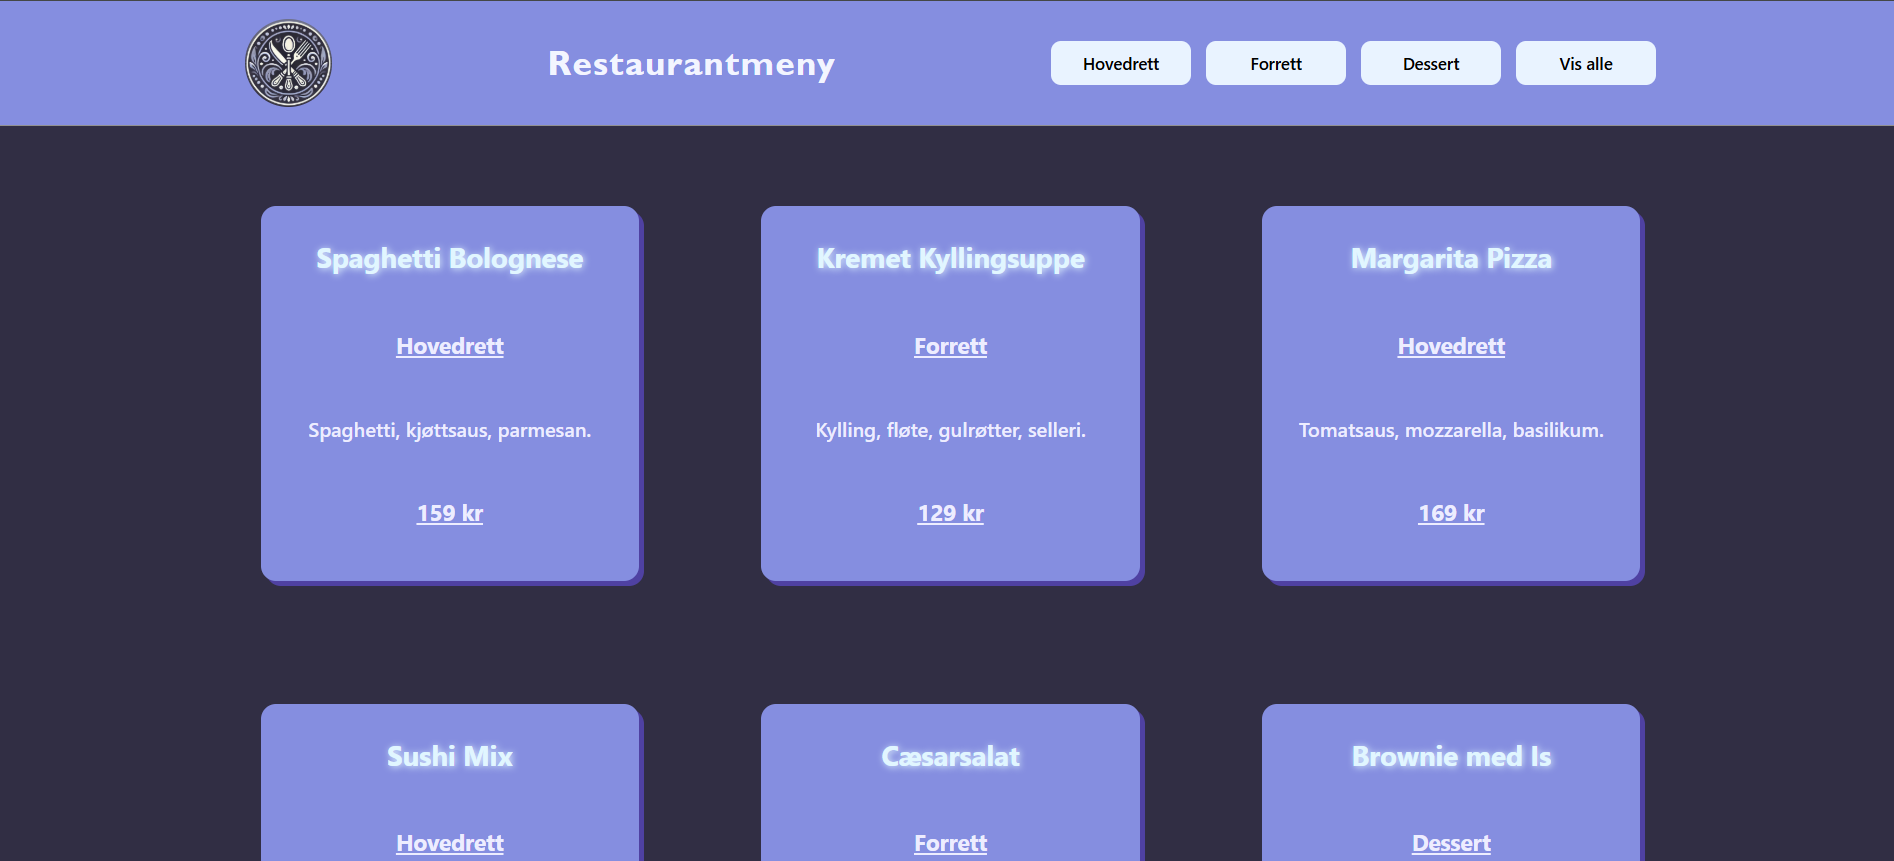 Restaurantmeny
Hovedrett
Forrett
Dessert
Vis alle
Spaghetti Bolognese
Hovedrett
Spaghetti, kjøttsaus, parmesan.
159 kr
Kremet Kyllingsuppe
Forrett
Kylling, fløte, gulrøtter, selleri.
129 kr
Margarita Pizza
Hovedrett
Tomatsaus, mozzarella, basilikum.
169 kr
Sushi Mix
Hovedrett
Cæsarsalat
Forrett
Brownie med Is
Dessert